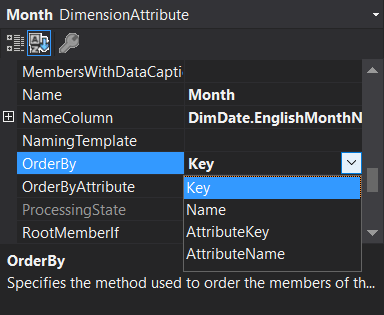 Month DimensionAttribute
MembersWithDataCaptio
Name Month
NameColumn DimDate.EnglishMonthN
NamingTemplate
OrderBy Key
OrderByAttribute Key
ProcessingState Name
RootMemberIf AttributeKey
AttributeName
OrderBy
Specifies the method used to order the members of th...